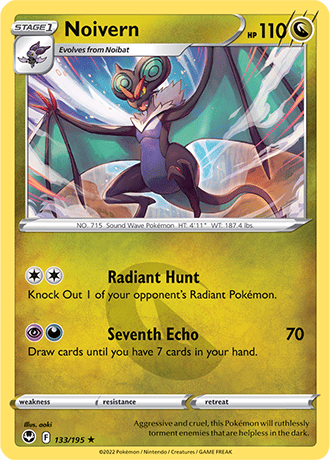 STAGE 1
Noivern
HP 110
Evolves from Noibat
NO. 715 Sound Wave Pokémon HT: 4'11" WT: 187.4 lbs.
Radiant Hunt
Knock Out 1 of your opponent's Radiant Pokémon.
Seventh Echo 70
Draw cards until you have 7 cards in your hand.
weakness resistance retreat
Illus. aoki
F 133/195 ★
Aggressive and cruel, this Pokémon will ruthlessly
torment enemies that are helpless in the dark.
©2022 Pokémon / Nintendo / Creatures / GAME FREAK